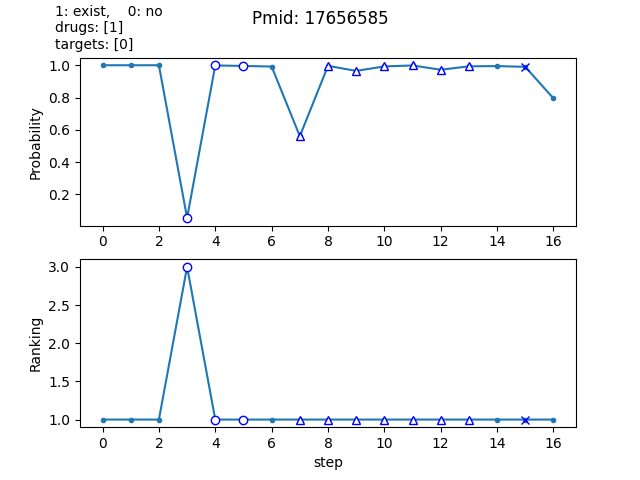 1: exist,    0: no
drugs: [1]
targets: [0]
Pmid: 17656585
Probability
1.0
0.8
0.6
0.4
0.2
0 2 4 6 8 10 12 14 16
Ranking
3.0
2.5
2.0
1.5
1.0
0 2 4 6 8 10 12 14 16
step